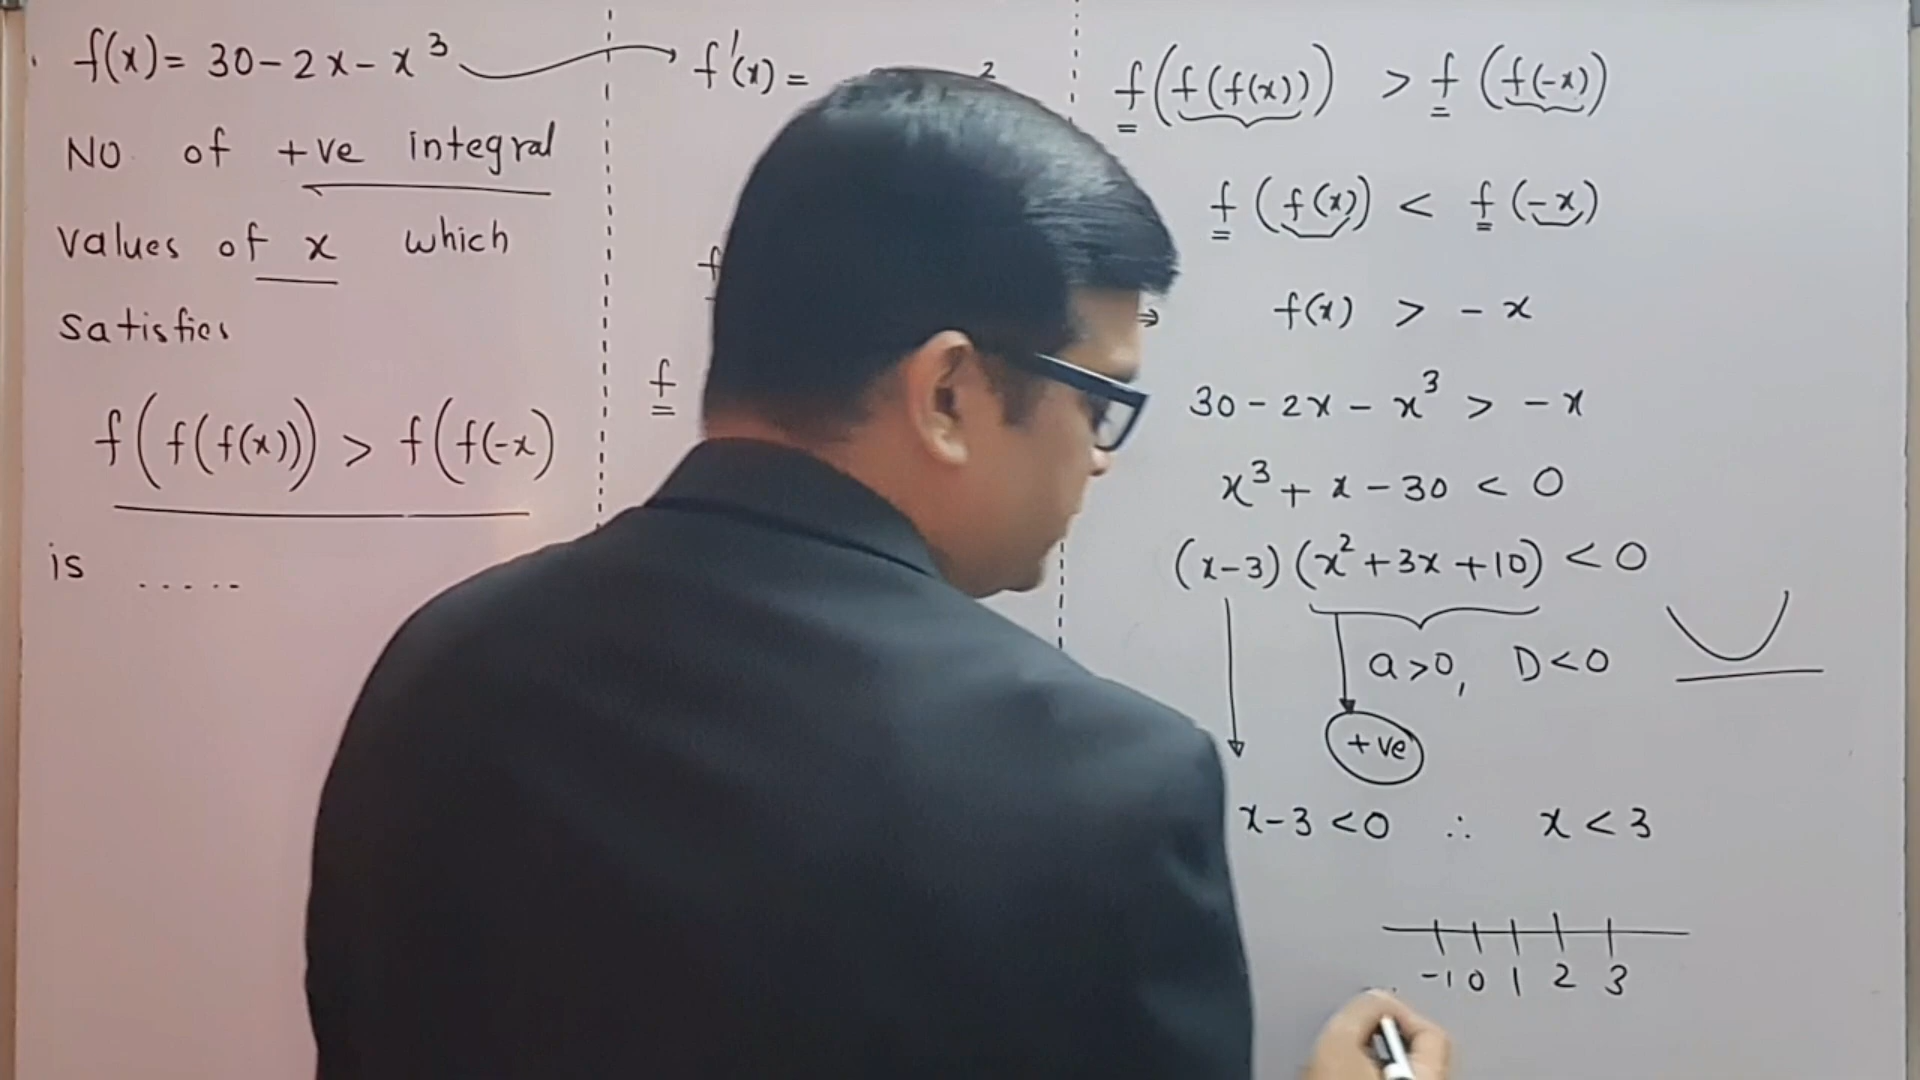 f(x) = 30 - 2x - x³
NO of +ve integral
values of x which
satisfies
f(f(f(x))) > f(f(-x)
is .....
f'(x) =
2
f
f
f(f(f(x))) > f(f(-x))
f(f(x)) < f(-x)
⇒ f(x) > -x
30 - 2x - x³ > -x
x³ + x - 30 < 0
(x-3)(x² + 3x + 10) < 0
a > 0, D < 0
+ve
x - 3 < 0 ∴ x < 3
-1 0 1 2 3